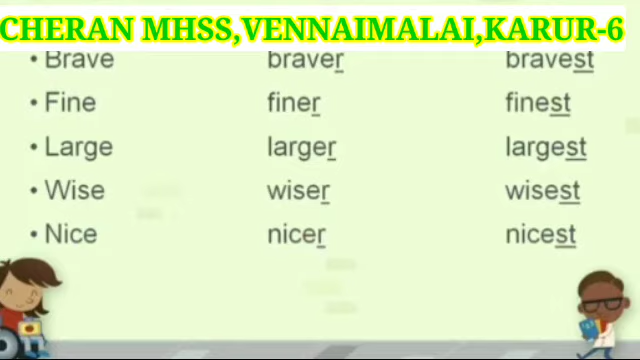 CHERAN MHSS,VENNAIMALAI,KARUR-6
• Brave braver bravest
• Fine finer finest
• Large larger largest
• Wise wiser wisest
• Nice nicer nicest